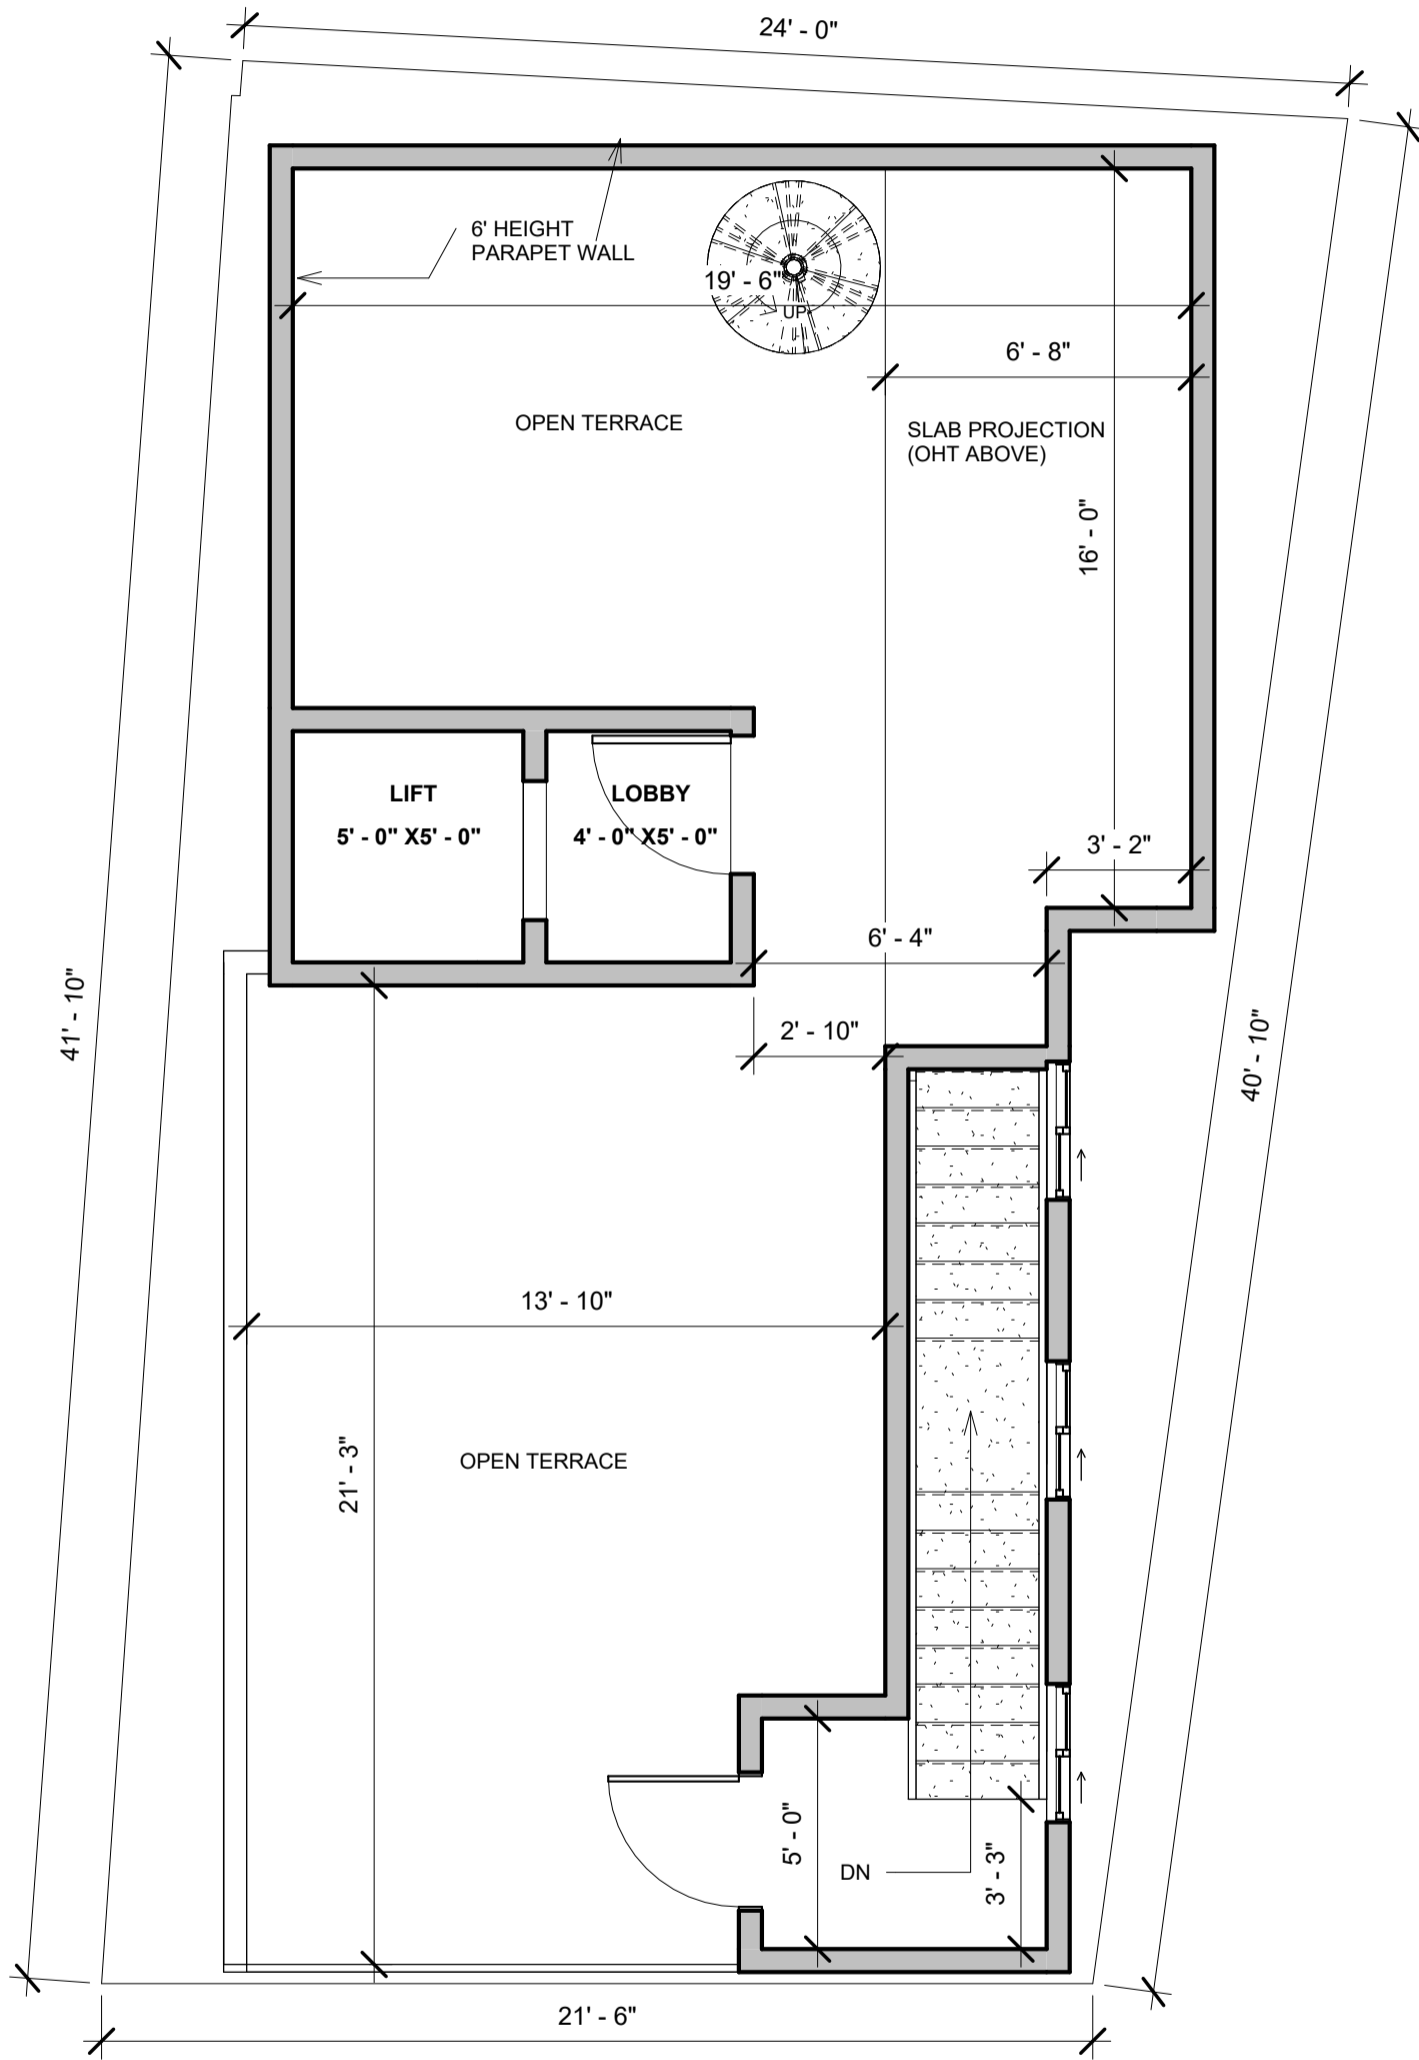 24' - 0"
6' HEIGHT
PARAPET WALL
19' - 6"
UP
6' - 8"
OPEN TERRACE
SLAB PROJECTION
(OHT ABOVE)
16' - 0"
LIFT
5' - 0" X5' - 0"
LOBBY
4' - 0" X5' - 0"
3' - 2"
6' - 4"
41' - 10"
2' - 10"
40' - 10"
13' - 10"
OPEN TERRACE
21' - 3"
5' - 0"
DN
3' - 3"
21' - 6"